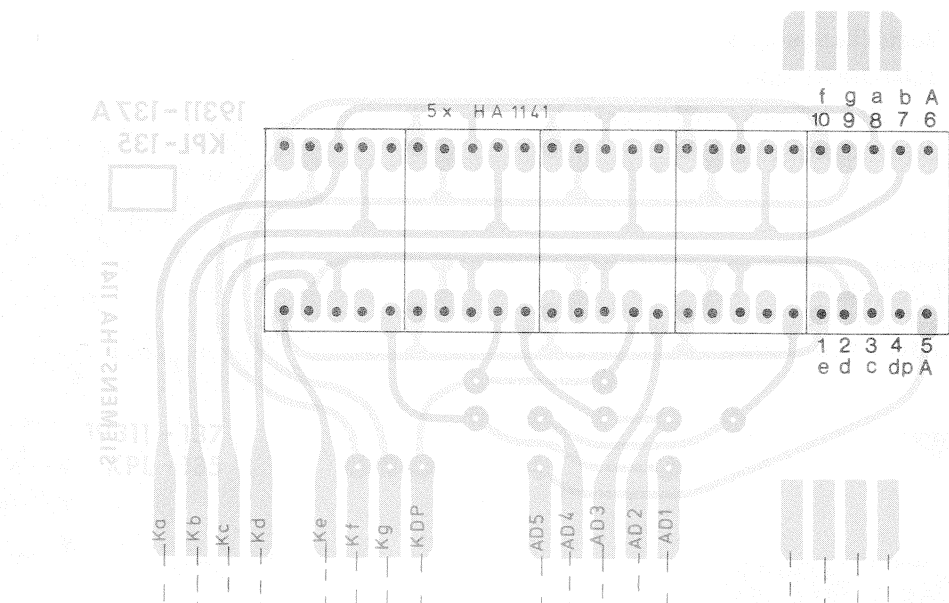 19311-137 A
KPL-135
5 x HA 1141
f g a b A
10 9 8 7 6
SIEMENS-HA 1141
1 2 3 4 5
e d c dp A
Ka
Kb
Kc
Kd
Ke
Kf
Kg
KDP
AD5
AD4
AD3
AD2
AD1